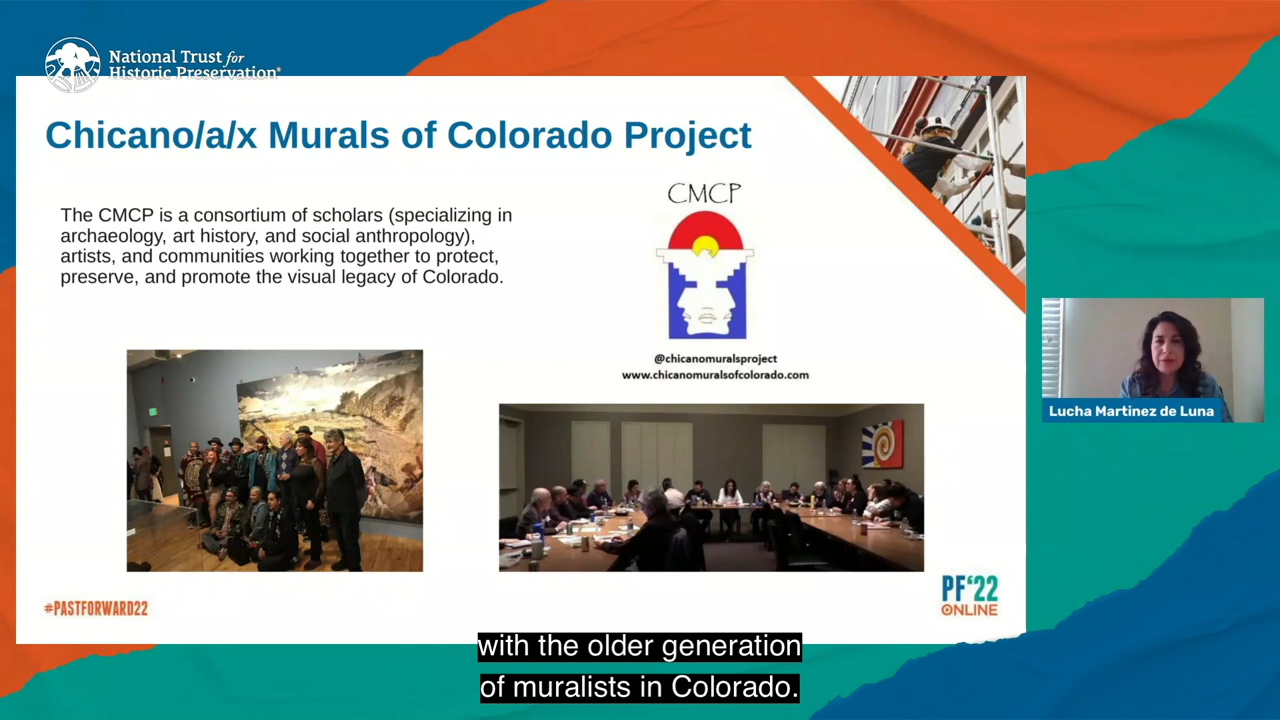 National Trust for
Historic Preservation®
Chicano/a/x Murals of Colorado Project
The CMCP is a consortium of scholars (specializing in
archaeology, art history, and social anthropology),
artists, and communities working together to protect,
preserve, and promote the visual legacy of Colorado.
CMCP
@chicanomuralsproject
www.chicanomuralsofcolorado.com
Lucha Martinez de Luna
#PASTFORWARD22
PF'22
ONLINE
with the older generation
of muralists in Colorado.